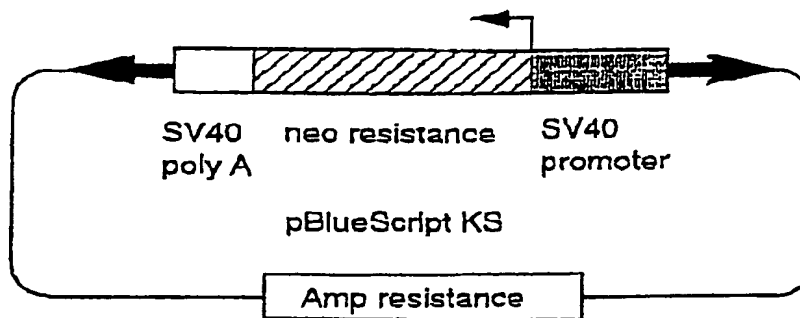 SV40
poly A
neo resistance
SV40
promoter
pBlueScript KS
Amp resistance